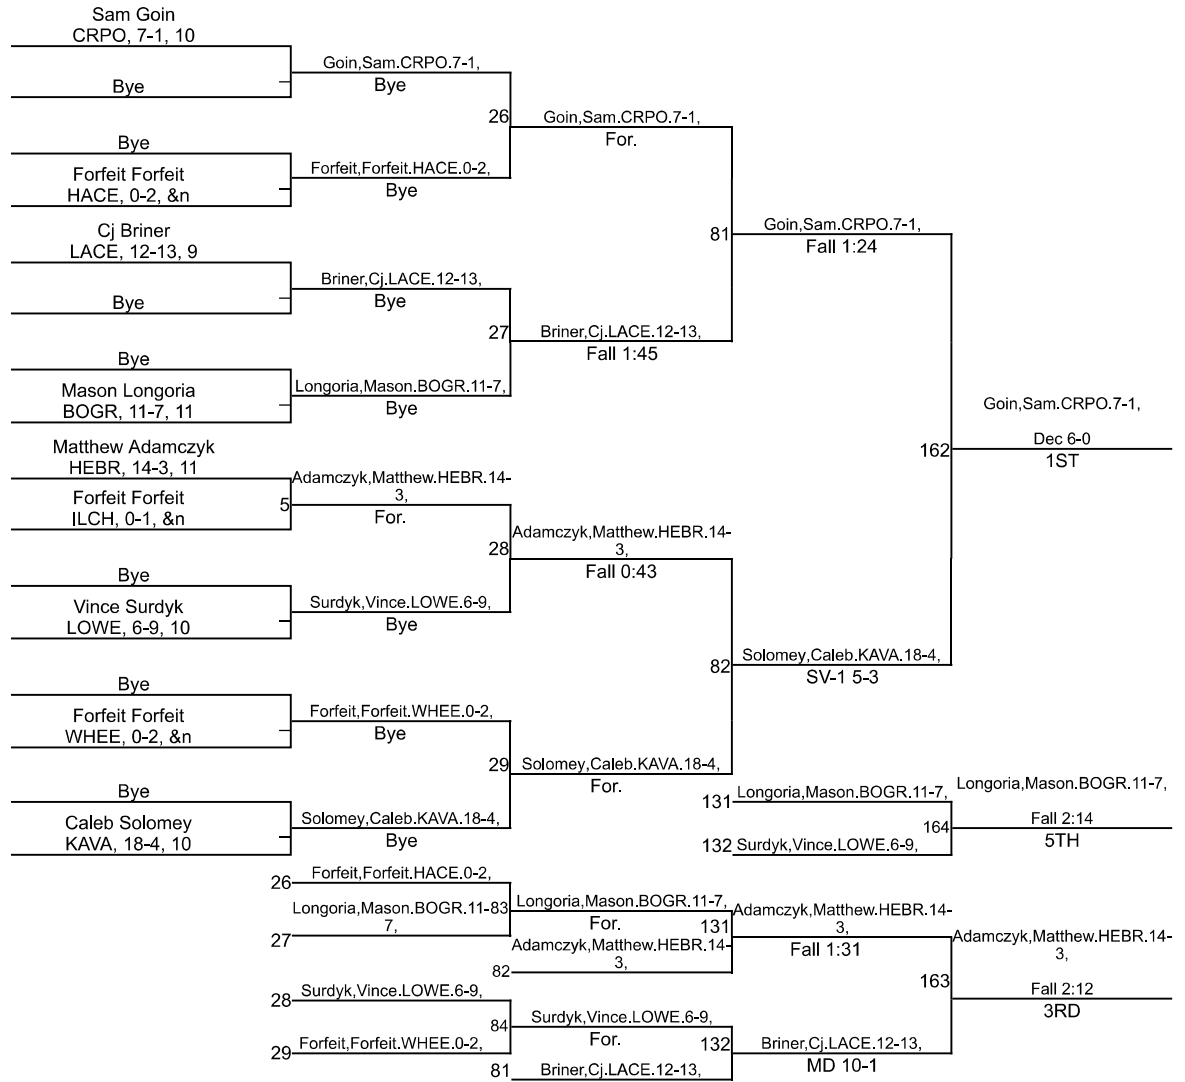 Sam Goin
CRPO, 7-1, 10
Goin,Sam.CRPO.7-1,
Bye
Bye
26
Goin,Sam.CRPO.7-1,
For.
Bye
Forfeit Forfeit
HACE, 0-2, &n
Forfeit,Forfeit.HACE.0-2,
Bye
81
Goin,Sam.CRPO.7-1,
Fall 1:24
Cj Briner
LACE, 12-13, 9
Briner,Cj.LACE.12-13,
Bye
Bye
27
Briner,Cj.LACE.12-13,
Fall 1:45
Bye
Mason Longoria
BOGR, 11-7, 11
Longoria,Mason.BOGR.11-7,
Bye
Goin,Sam.CRPO.7-1,
162
Dec 6-0
1ST
Matthew Adamczyk
HEBR, 14-3, 11
Forfeit Forfeit
ILCH, 0-1, &n
5
Adamczyk,Matthew.HEBR.14-
3,
For.
28
Adamczyk,Matthew.HEBR.14-
3,
Fall 0:43
Bye
Vince Surdyk
LOWE, 6-9, 10
Surdyk,Vince.LOWE.6-9,
Bye
82
Solomey,Caleb.KAVA.18-4,
SV-1 5-3
Bye
Forfeit Forfeit
WHEE, 0-2, &n
Forfeit,Forfeit.WHEE.0-2,
Bye
29
Solomey,Caleb.KAVA.18-4,
For.
Bye
Caleb Solomey
KAVA, 18-4, 10
Solomey,Caleb.KAVA.18-4,
Bye
131
Longoria,Mason.BOGR.11-7,
Longoria,Mason.BOGR.11-7,
164
Fall 2:14
5TH
132
Surdyk,Vince.LOWE.6-9,
26
Forfeit,Forfeit.HACE.0-2,
Longoria,Mason.BOGR.11-83
7,
27
Longoria,Mason.BOGR.11-7,
For.
131
Adamczyk,Matthew.HEBR.14-
3,
Fall 1:31
82
Adamczyk,Matthew.HEBR.14-
3,
Adamczyk,Matthew.HEBR.14-
3,
163
Fall 2:12
3RD
28
Surdyk,Vince.LOWE.6-9,
84
Surdyk,Vince.LOWE.6-9,
For.
132
Briner,Cj.LACE.12-13,
MD 10-1
29
Forfeit,Forfeit.WHEE.0-2,
81
Briner,Cj.LACE.12-13,